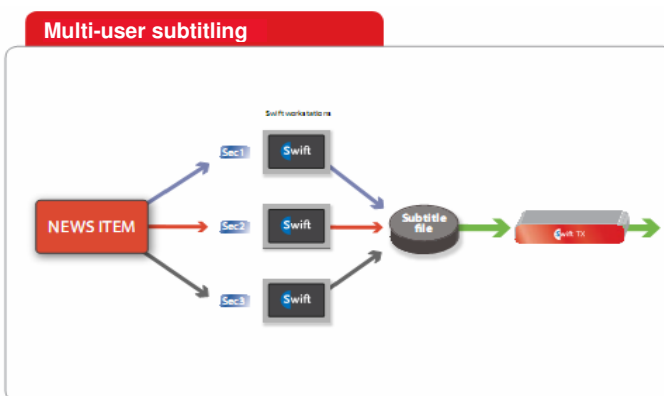 Multi-user subtitling
Swift workstations
Sec1
Swift
NEWS ITEM
Sec2
Swift
Subtitle
file
Swift TX
Sec3
Swift